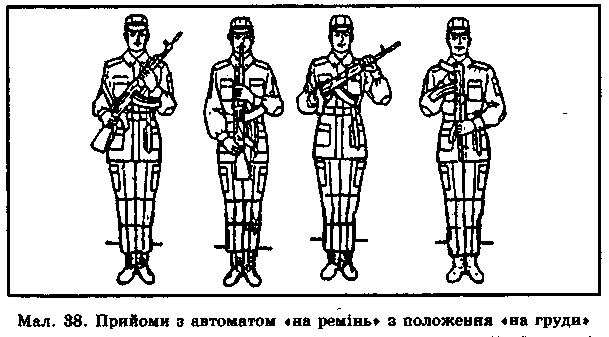 Мал. 38. Прийоми з автоматом «на ремінь» з положення «на груди»